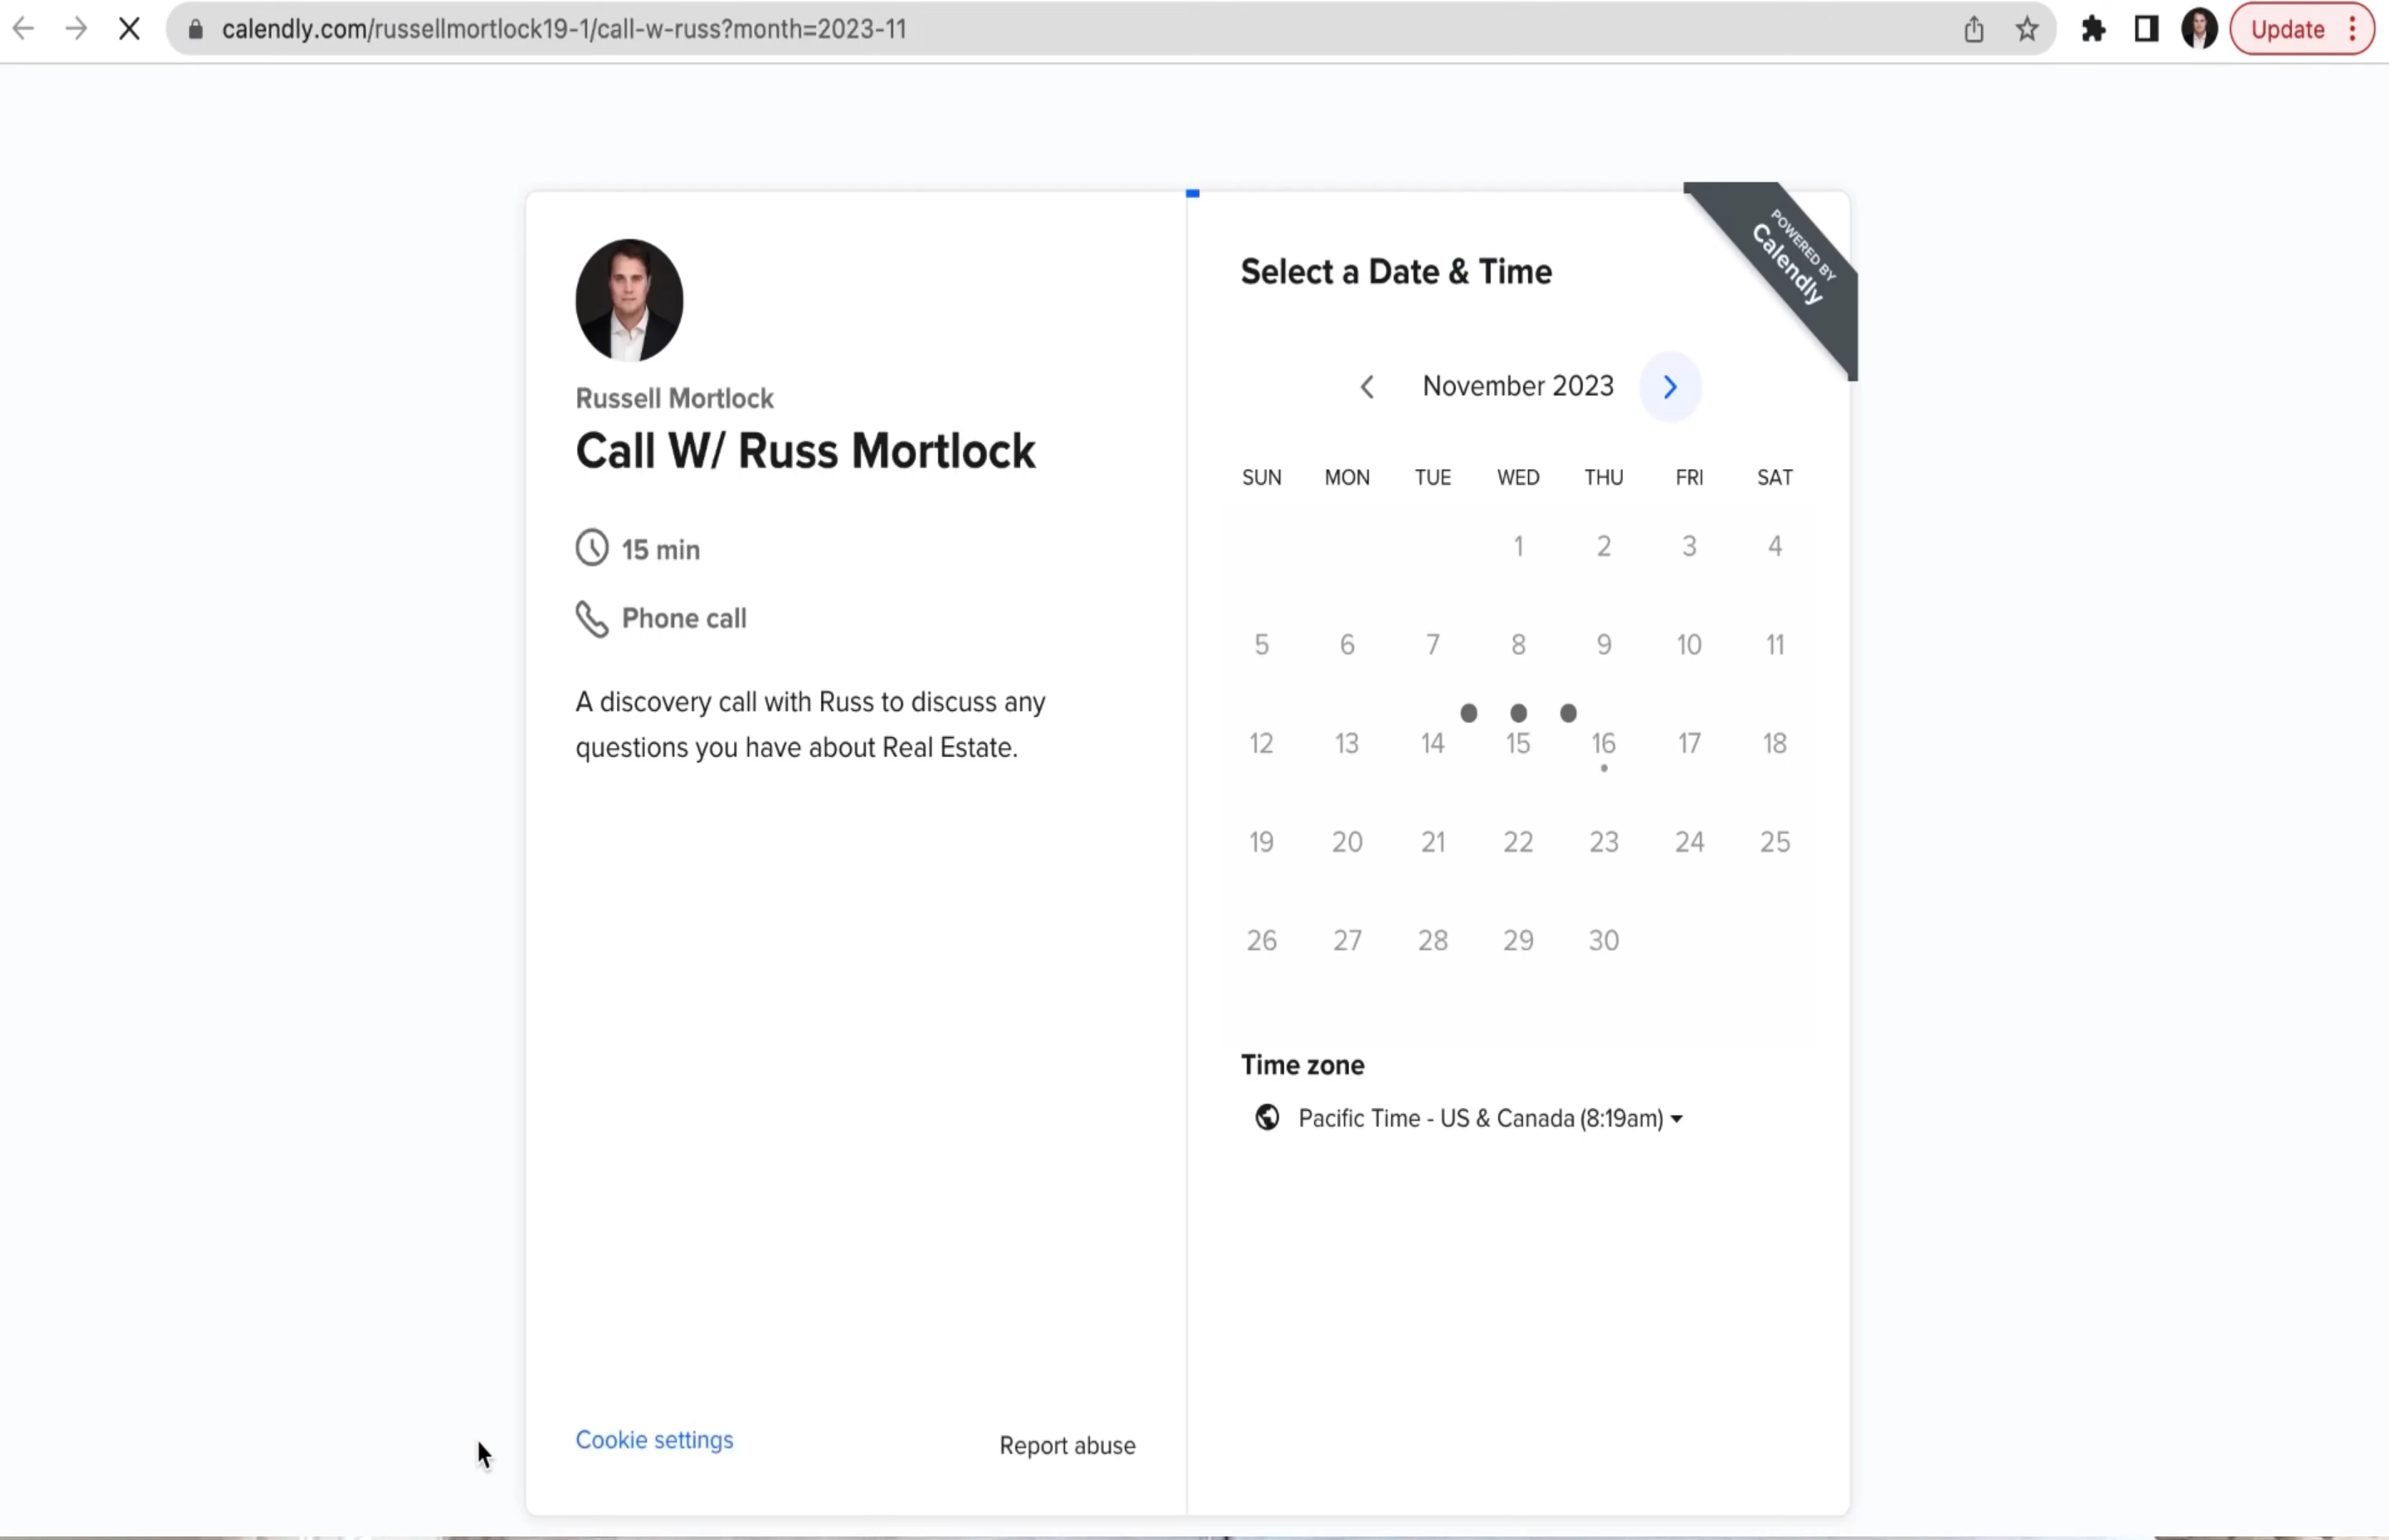 calendly.com/russellmortlock19-1/call-w-russ?month=2023-11
Update
POWERED BY
Calendly
Russell Mortlock
Call W/ Russ Mortlock
15 min
Phone call
A discovery call with Russ to discuss any
questions you have about Real Estate.
Cookie settings
Report abuse
Select a Date & Time
November 2023
SUN MON TUE WED THU FRI SAT
1 2 3 4
5 6 7 8 9 10 11
12 13 14 15 16 17 18
19 20 21 22 23 24 25
26 27 28 29 30
Time zone
Pacific Time - US & Canada (8:19am)